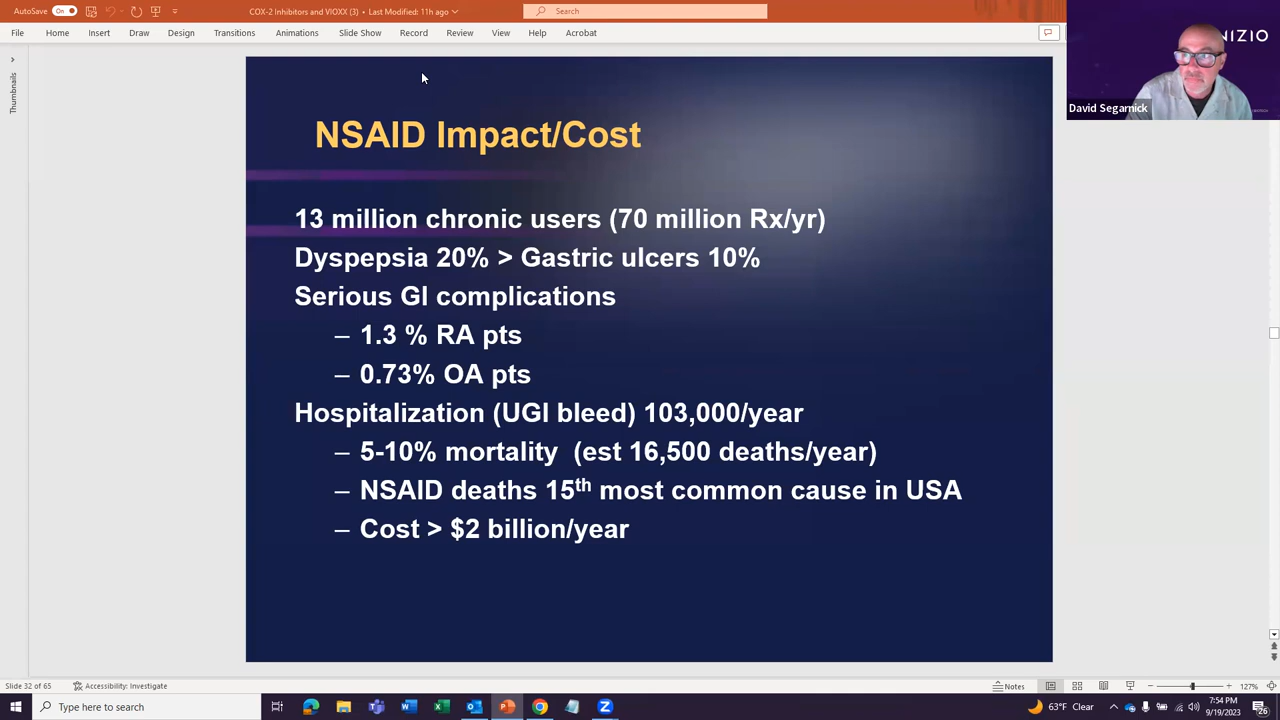 AutoSave On
COX-2 Inhibitors and VIOXX (3) • Last Modified: 11h ago
Search
File Home Insert Draw Design Transitions Animations Slide Show Record Review View Help Acrobat
NIZIO
David Segarnick
Thumbnails
NSAID Impact/Cost
13 million chronic users (70 million Rx/yr)
Dyspepsia 20% > Gastric ulcers 10%
Serious GI complications
– 1.3 % RA pts
– 0.73% OA pts
Hospitalization (UGI bleed) 103,000/year
– 5-10% mortality (est 16,500 deaths/year)
– NSAID deaths 15th most common cause in USA
– Cost > $2 billion/year
Slide 32 of 65 Accessibility: Investigate Notes 127%
Type here to search
63°F Clear
7:54 PM
9/19/2023
26